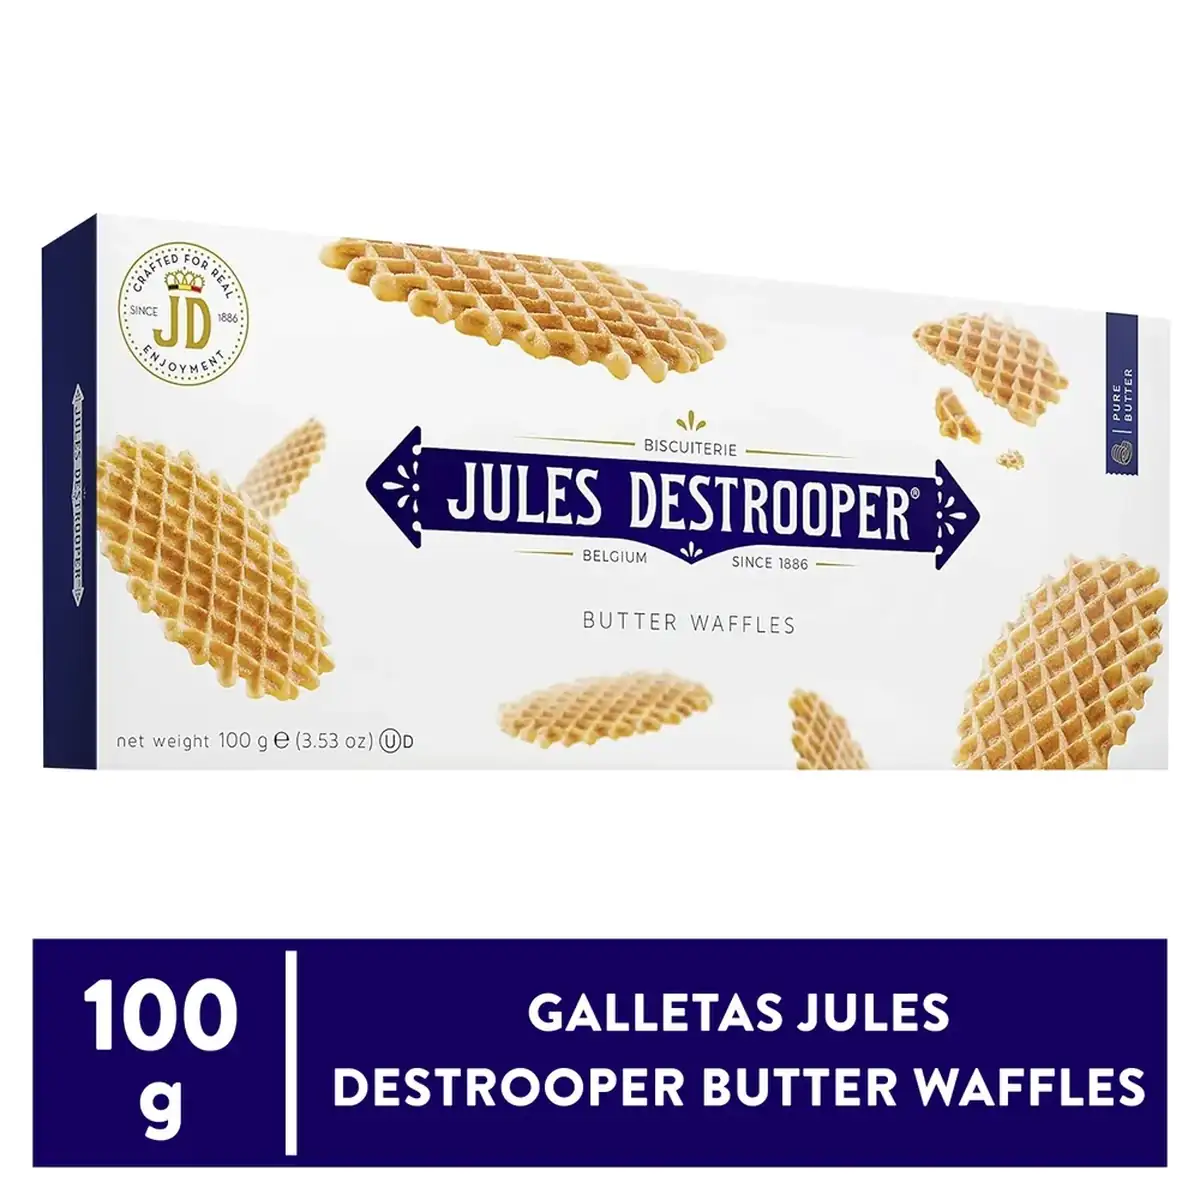 CRAFTED FOR REAL
SINCE JD 1886
ENJOYMENT
JULES DESTROOPER
BISCUITERIE
JULES DESTROOPER®
BELGIUM SINCE 1886
BUTTER WAFFLES
PURE
BUTTER
net weight 100 g ℮ (3.53 oz) ⓊD
100
g
GALLETAS JULES
DESTROOPER BUTTER WAFFLES